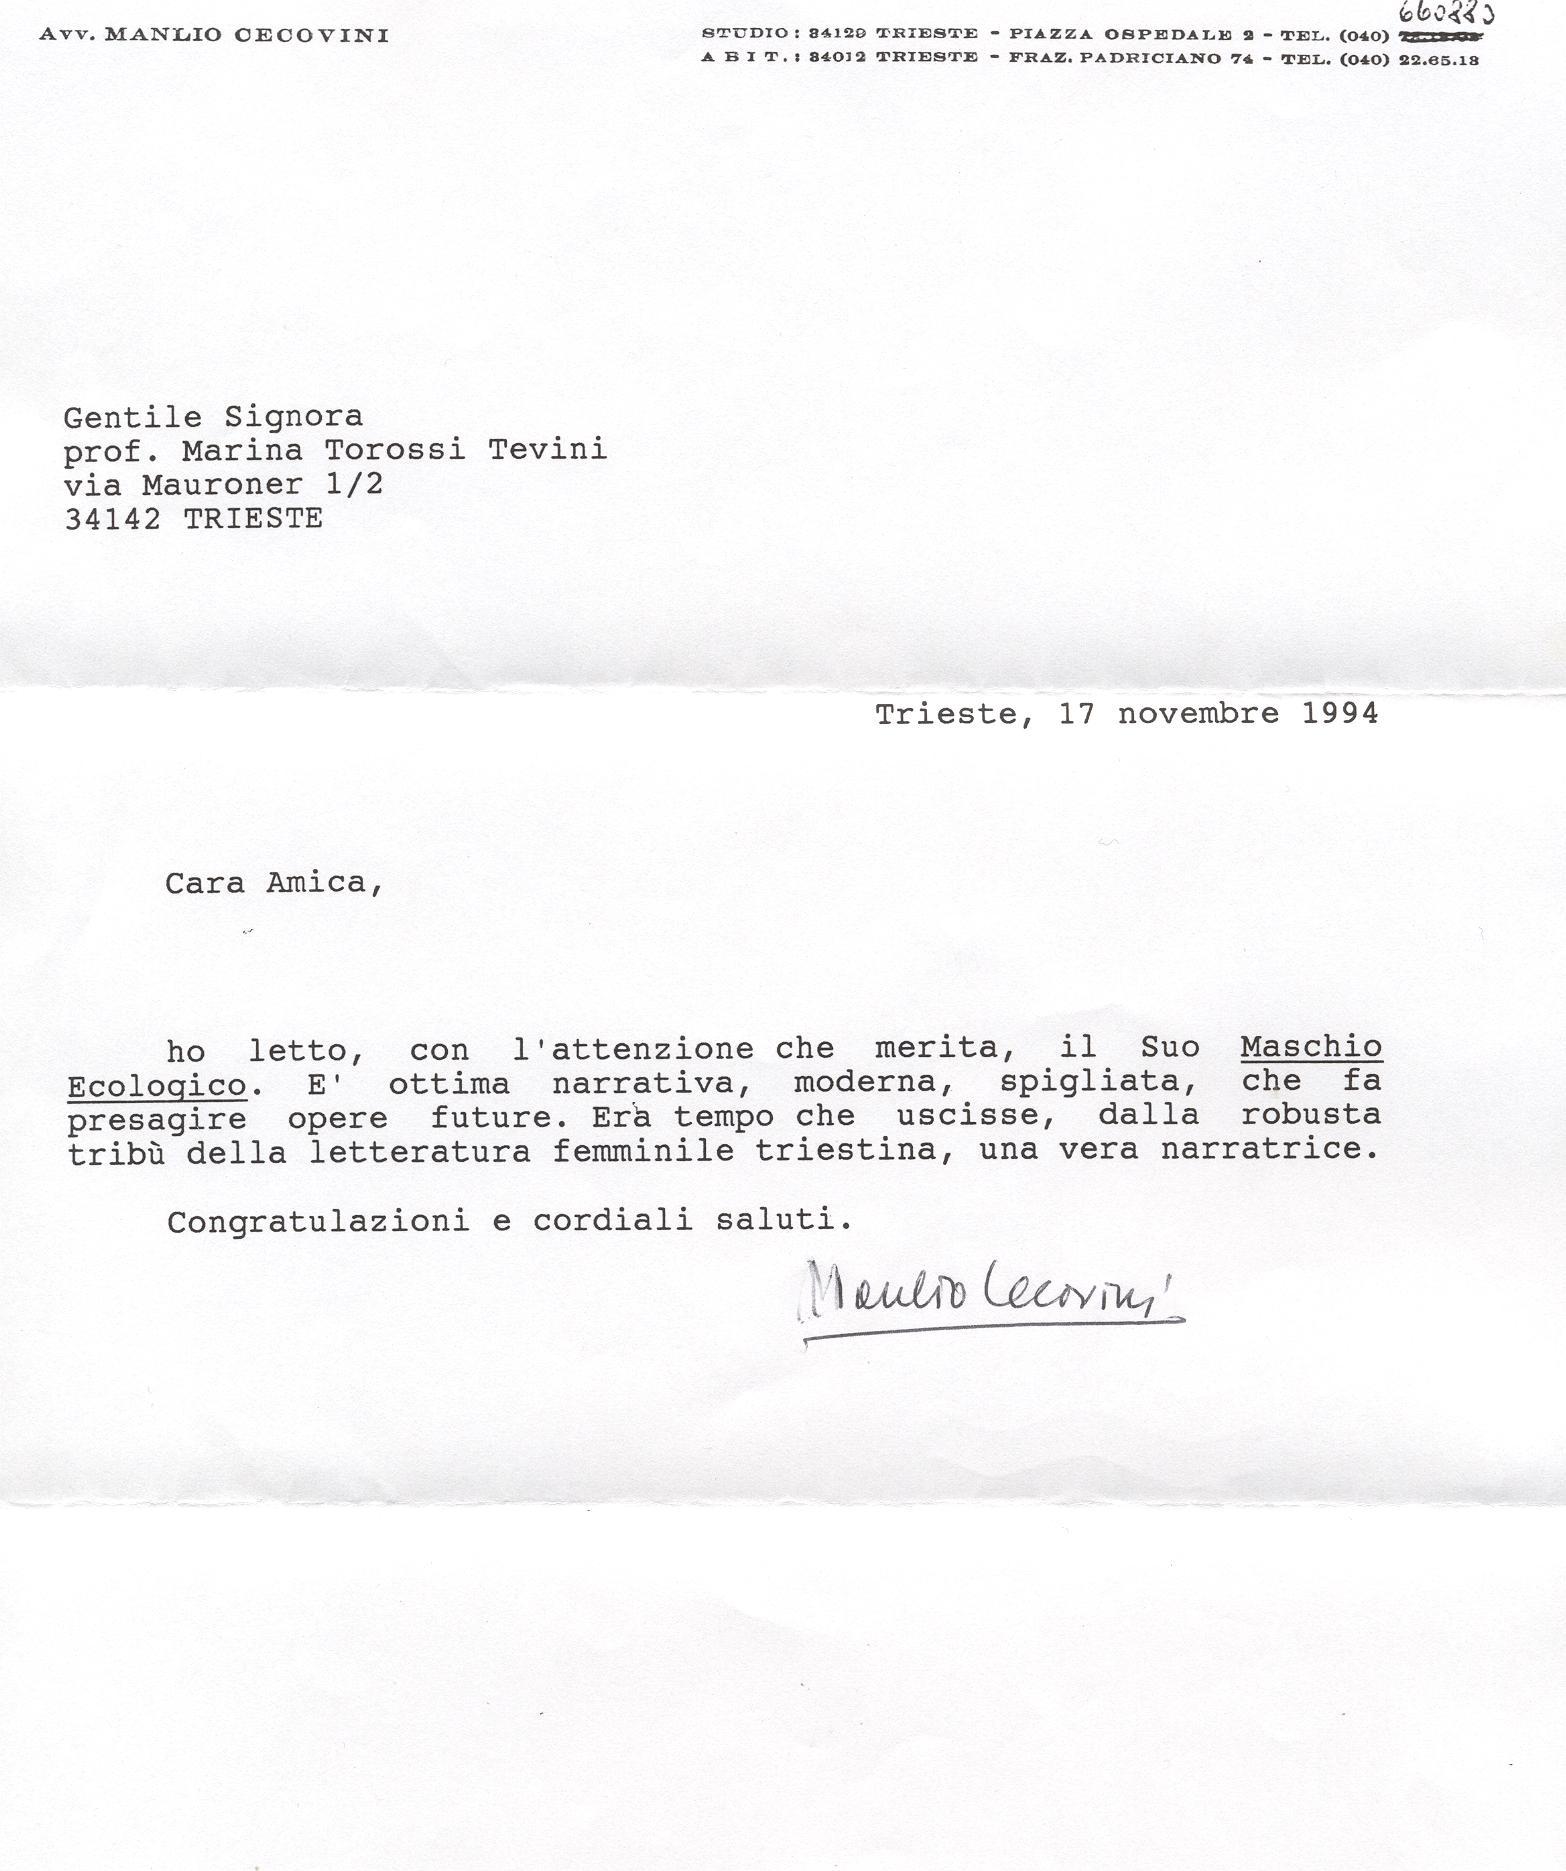 Avv. MANLIO CECOVINI
660880
STUDIO: 34129 TRIESTE - PIAZZA OSPEDALE 2 - TEL. (040)
ABIT.: 34012 TRIESTE - FRAZ. PADRICIANO 74 - TEL. (040) 22.65.18
Gentile Signora
prof. Marina Torossi Tevini
via Mauroner 1/2
34142 TRIESTE
Trieste, 17 novembre 1994
Cara Amica,
ho letto, con l'attenzione che merita, il Suo Maschio
Ecologico. E' ottima narrativa, moderna, spigliata, che fa
presagire opere future. Era tempo che uscisse, dalla robusta
tribù della letteratura femminile triestina, una vera narratrice.
Congratulazioni e cordiali saluti.
Manlio Cecovini